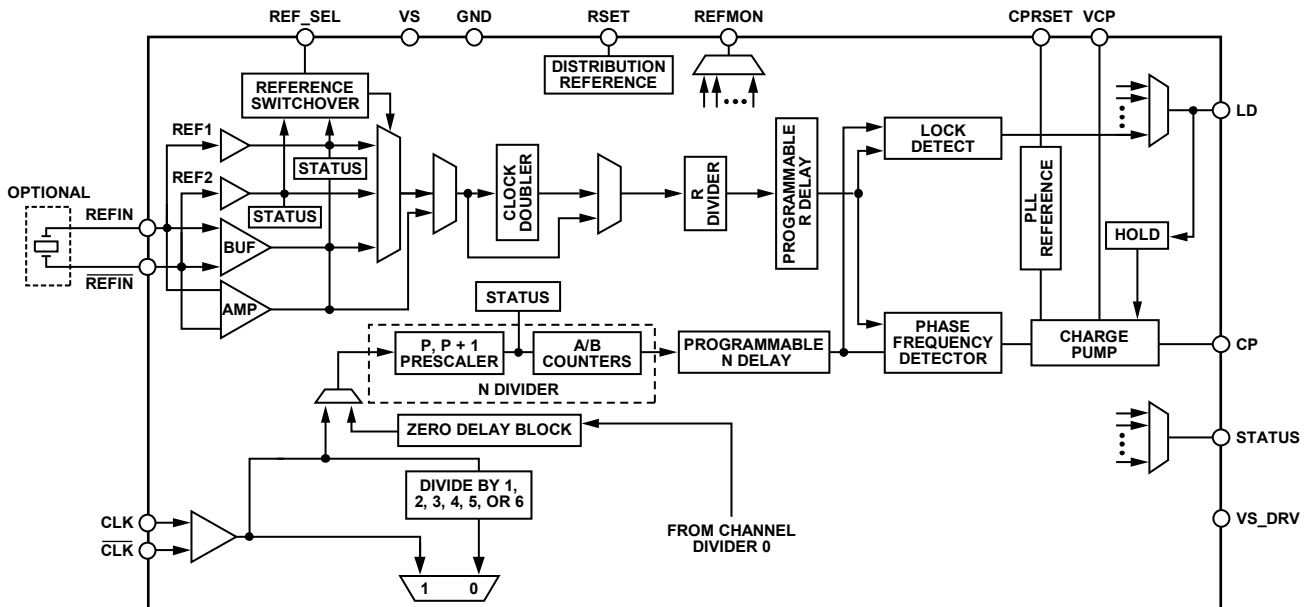 REF_SEL
VS
GND
RSET
REFMON
CPRSET
VCP
REFERENCE
SWITCHOVER
DISTRIBUTION
REFERENCE
LD
REF1
STATUS
REF2
STATUS
CLOCK
DOUBLER
R
DIVIDER
PROGRAMMABLE
R DELAY
LOCK
DETECT
PLL
REFERENCE
HOLD
OPTIONAL
REFIN
REFIN
BUF
AMP
STATUS
P, P + 1
PRESCALER
A/B
COUNTERS
N DIVIDER
PROGRAMMABLE
N DELAY
PHASE
FREQUENCY
DETECTOR
CHARGE
PUMP
CP
ZERO DELAY BLOCK
STATUS
DIVIDE BY 1,
2, 3, 4, 5, OR 6
CLK
CLK
FROM CHANNEL
DIVIDER 0
VS_DRV
1 0